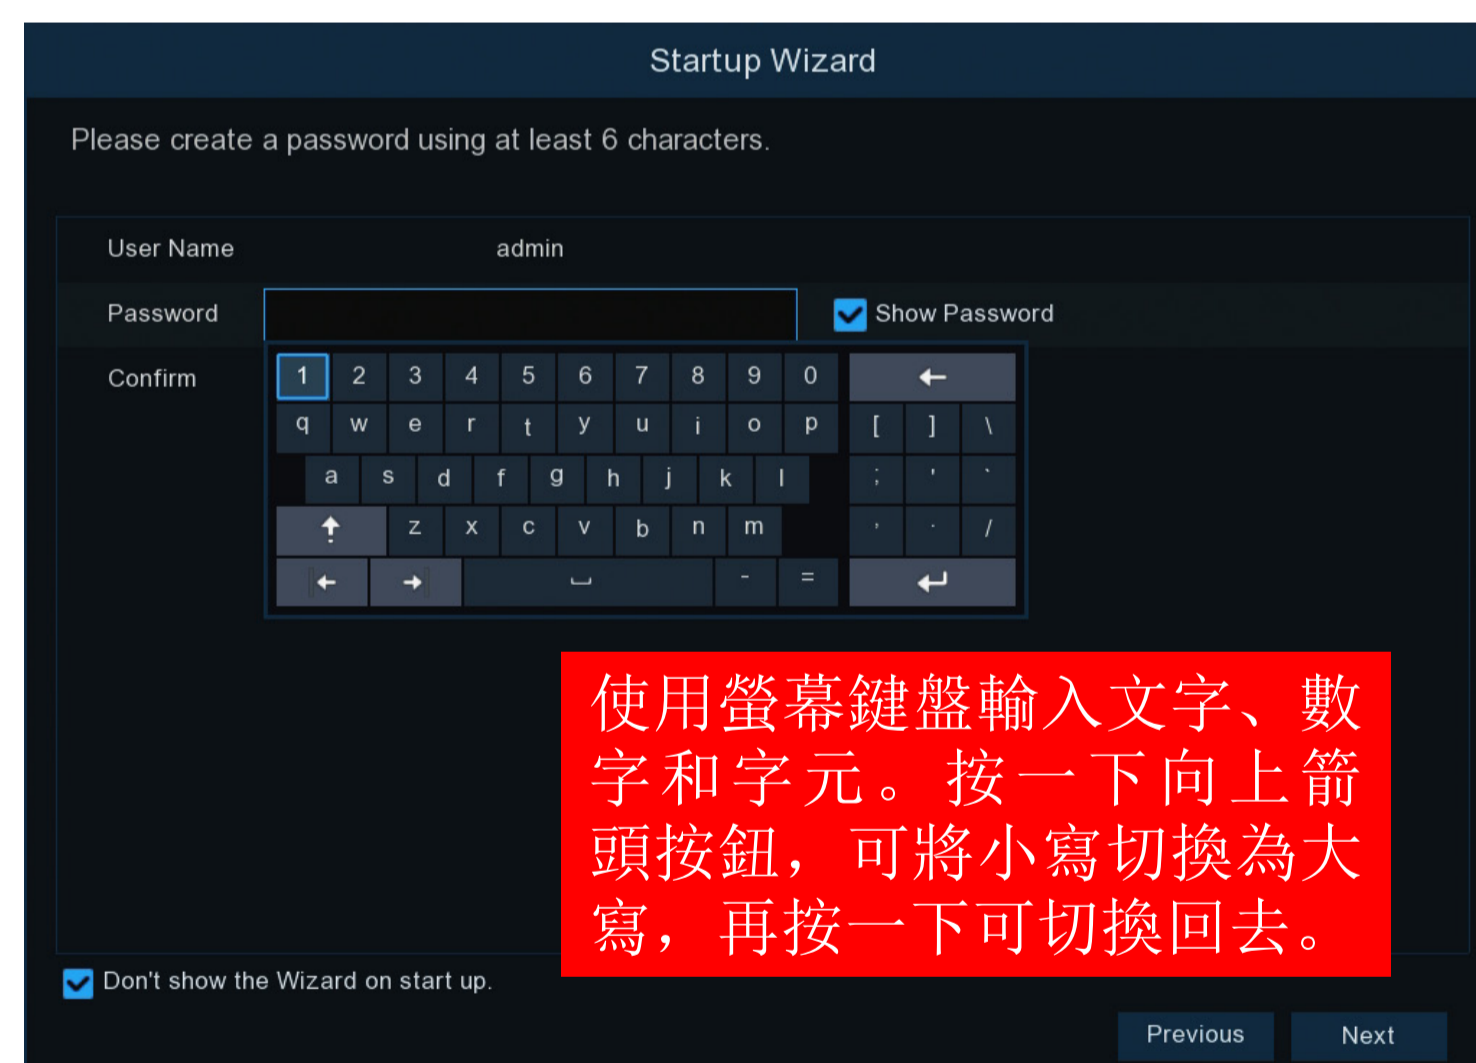 Startup Wizard
Please create a password using at least 6 characters.
User Name admin
Password Show Password
Confirm
1 2 3 4 5 6 7 8 9 0
q w e r t y u i o p [ ] \
a s d f g h j k l ; ' `
z x c v b n m , . /
- =
使用螢幕鍵盤輸入文字、數
字和字元。按一下向上箭
頭按鈕，可將小寫切換為大
寫，再按一下可切換回去。
Don't show the Wizard on start up.
Previous Next